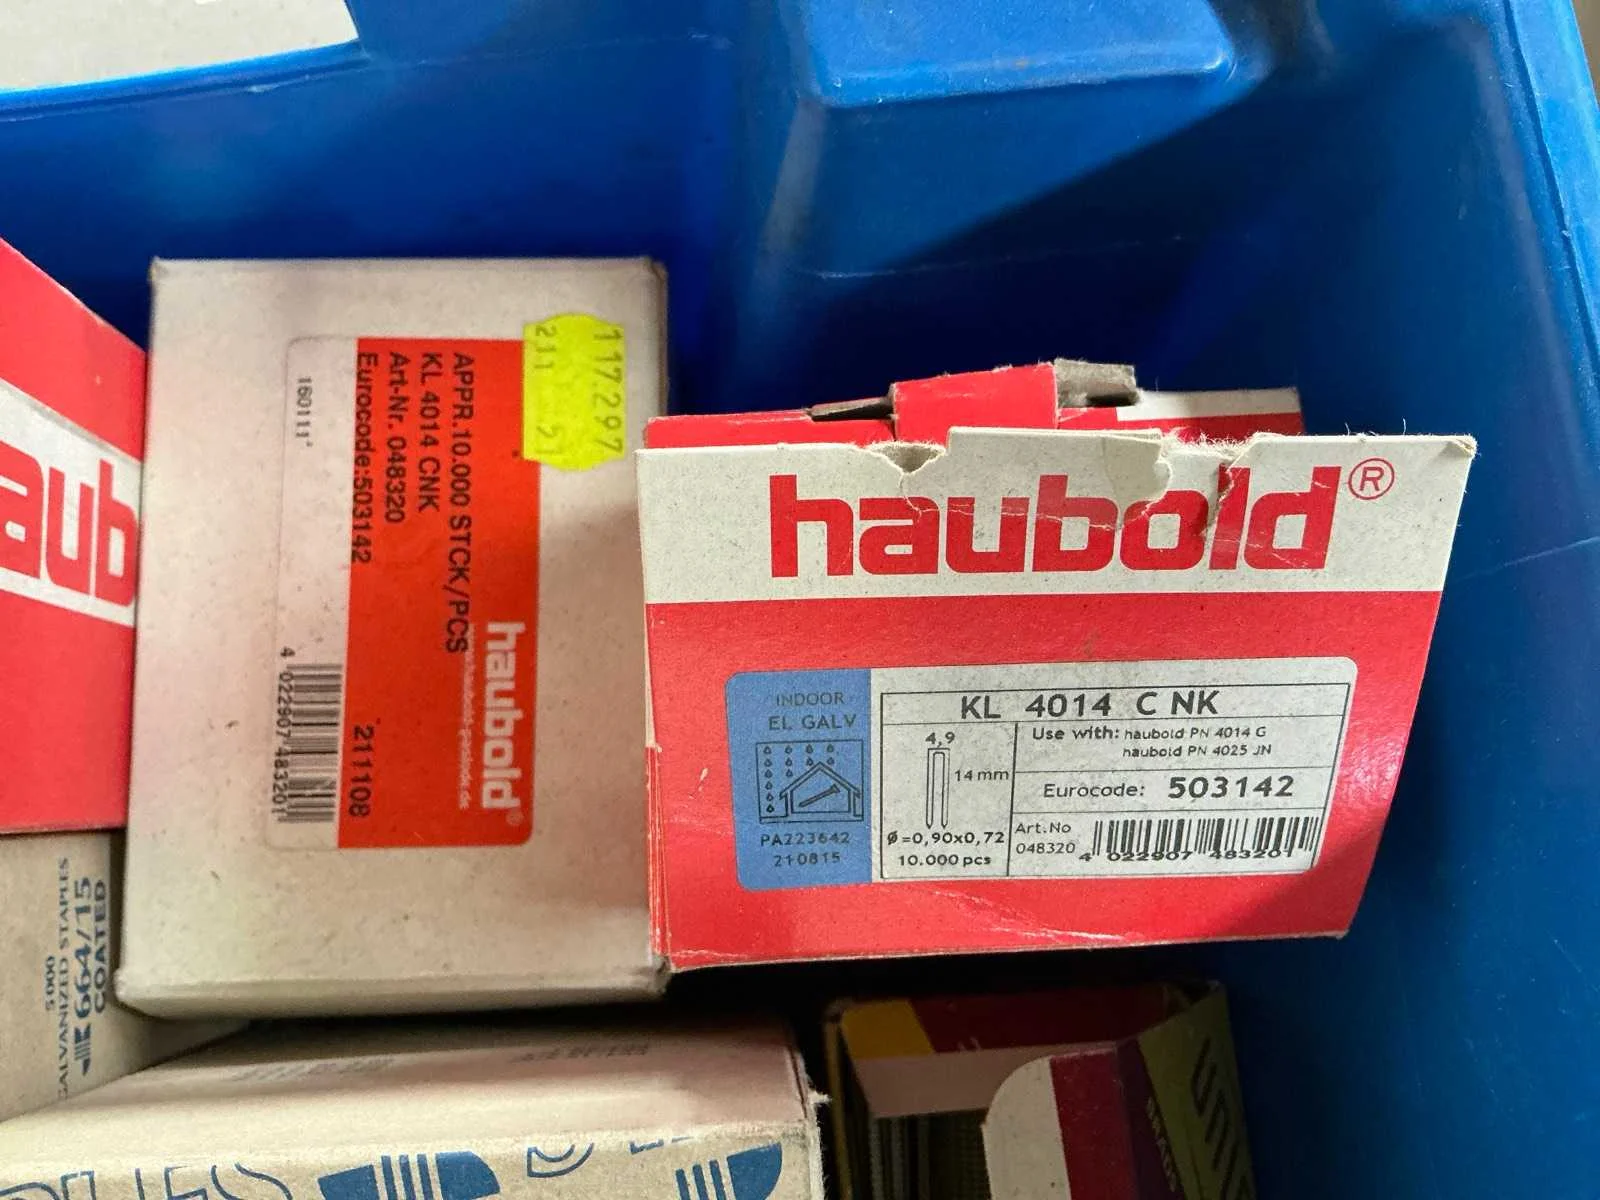 aub
APPR.10.000 STCK/PCS
KL 4014 CNK
Art-Nr. 048320
Eurocode:503142
160111
211108
haubold®
4 022907 483201
117.297
211
haubold®
INDOOR
EL GALV
PA223642
210815
KL 4014 C NK
4,9
14 mm
Ø=0,90x0,72
10.000 pcs
Use with: haubold PN 4014 G
haubold PN 4025 JN
Eurocode: 503142
Art.No
048320
4 022907 483201
5000
GALVANIZED STAPLES
664/15
COATED